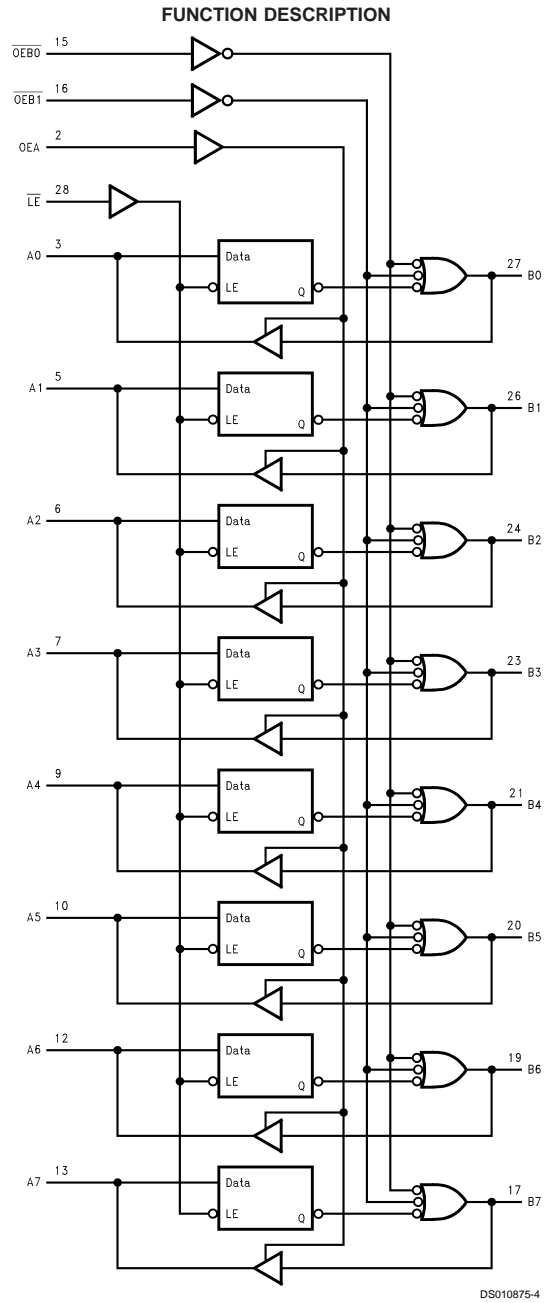 FUNCTION DESCRIPTION
OEB0 15
OEB1 16
OEA 2
LE 28
A0 3
Data
LE
Q
27 B0
A1 5
Data
LE
Q
26 B1
A2 6
Data
LE
Q
24 B2
A3 7
Data
LE
Q
23 B3
A4 9
Data
LE
Q
21 B4
A5 10
Data
LE
Q
20 B5
A6 12
Data
LE
Q
19 B6
A7 13
Data
LE
Q
17 B7
DS010875-4